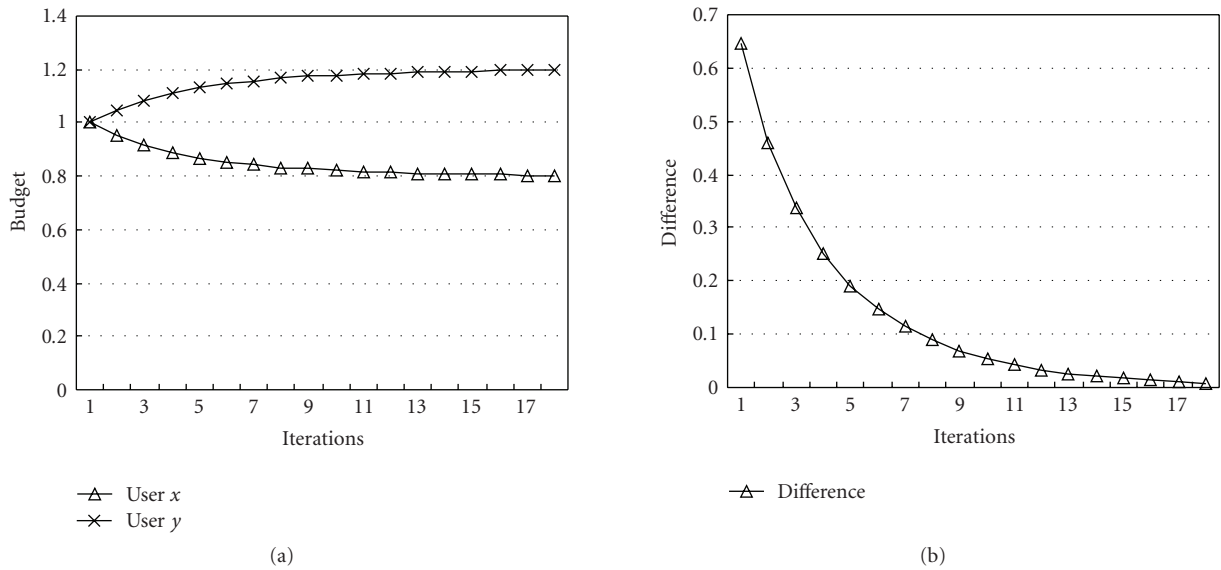 1.4
1.2
1
0.8
0.6
0.4
0.2
0
Budget
1 3 5 7 9 11 13 15 17
Iterations
User x
User y
(a)
0.7
0.6
0.5
0.4
0.3
0.2
0.1
0
Difference
1 3 5 7 9 11 13 15 17
Iterations
Difference
(b)